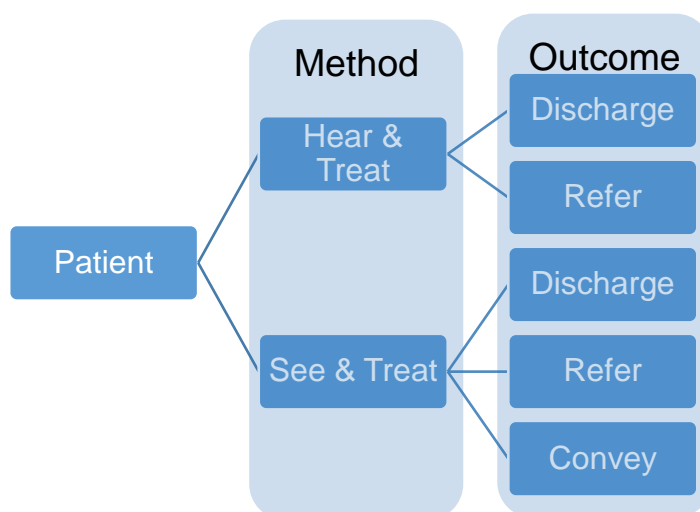 Method
Outcome
Patient
Hear &
Treat
See & Treat
Discharge
Refer
Discharge
Refer
Convey